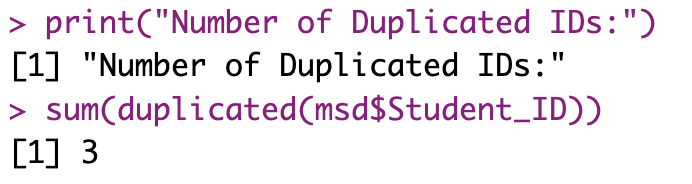 > print("Number of Duplicated IDs:")
[1] "Number of Duplicated IDs:"
> sum(duplicated(msd$Student_ID))
[1] 3